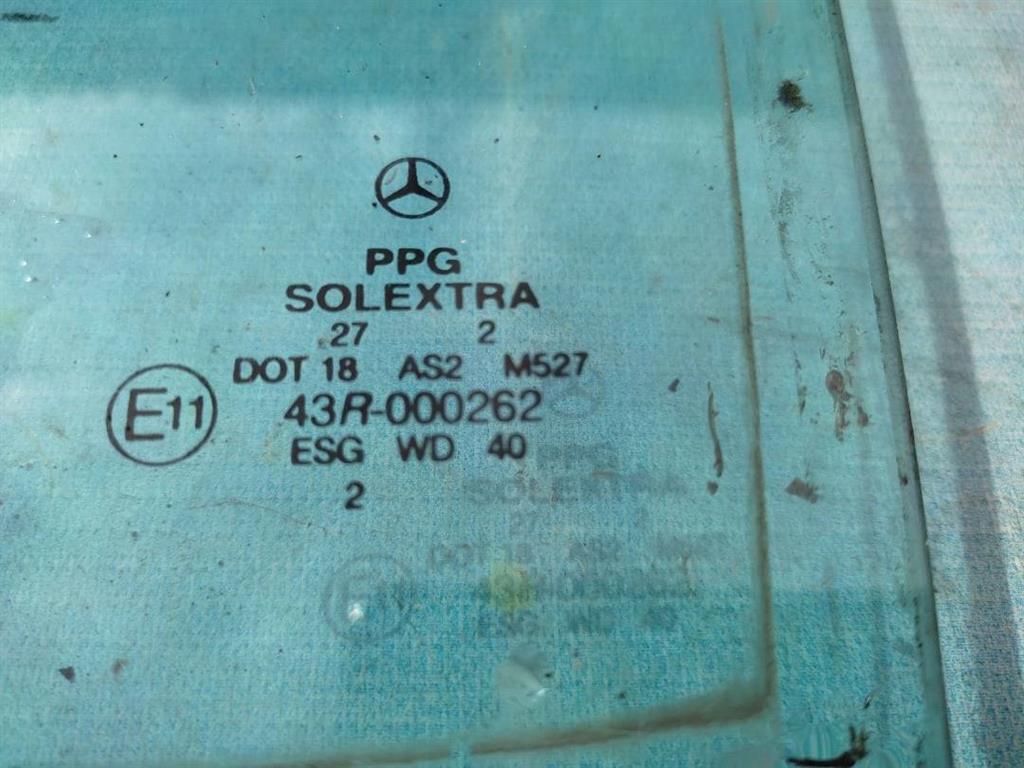 PPG
SOLEXTRA
27 2
DOT 18 AS2 M527
E11 43R-000262
ESG WD 40
2